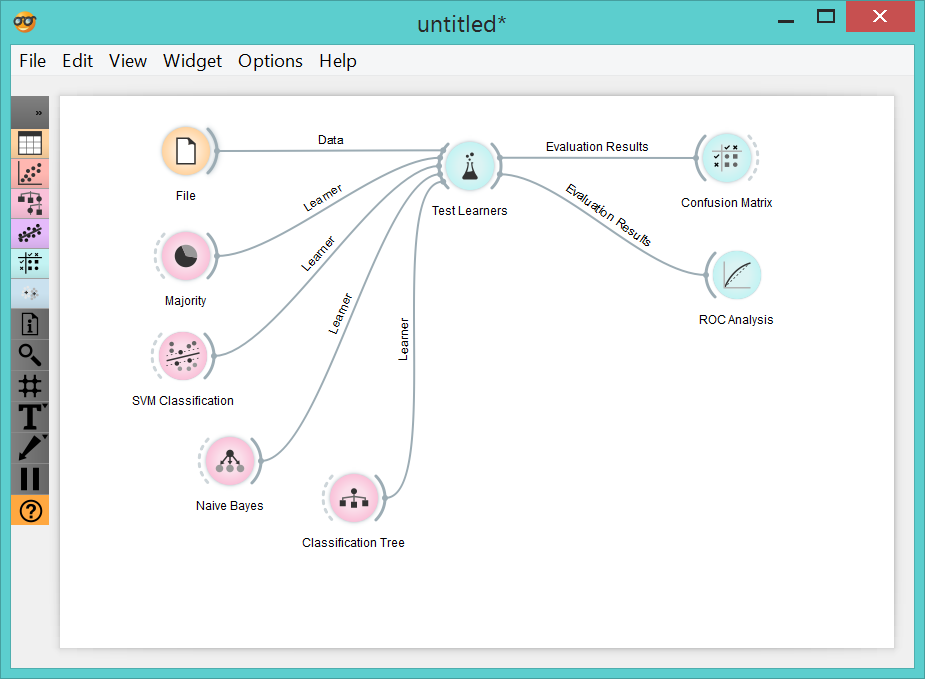 untitled*
File Edit View Widget Options Help
»
Data
Evaluation Results
File
Learner
Test Learners
Evaluation Results
Confusion Matrix
Learner
Majority
Learner
ROC Analysis
Learner
SVM Classification
Naive Bayes
Classification Tree
T
?